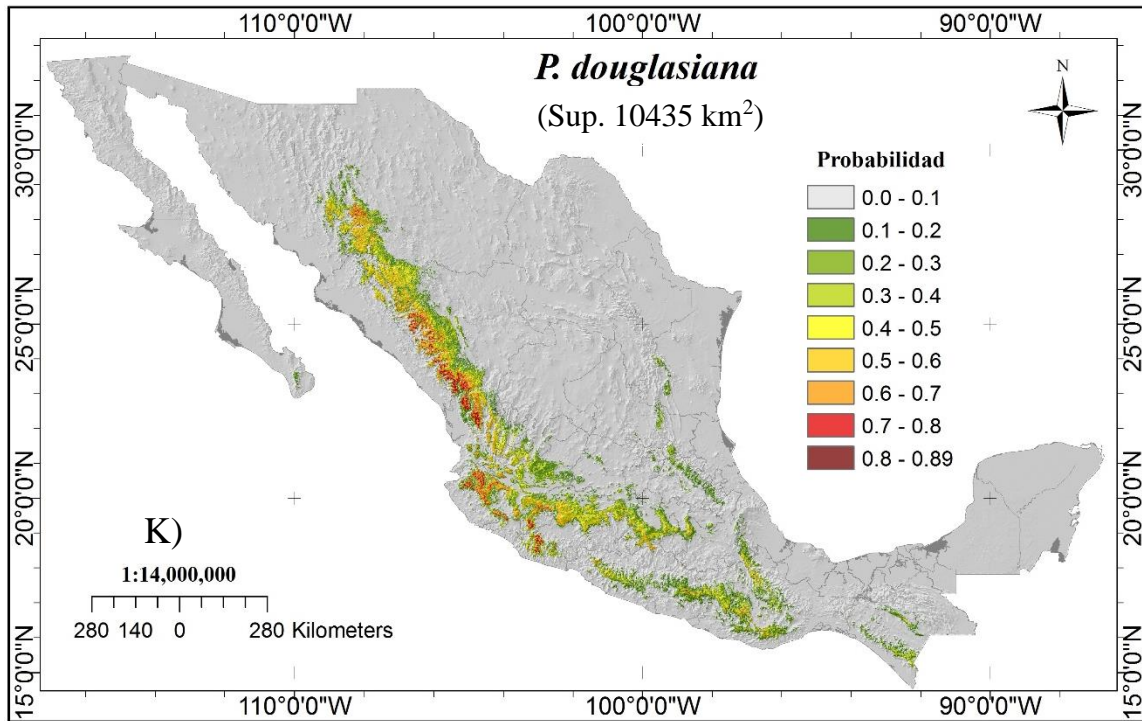 110°0'0"W 100°0'0"W 90°0'0"W
P. douglasiana
(Sup. 10435 km²)
N
Probabilidad
0.0 - 0.1
0.1 - 0.2
0.2 - 0.3
0.3 - 0.4
0.4 - 0.5
0.5 - 0.6
0.6 - 0.7
0.7 - 0.8
0.8 - 0.89
30°0'0"N 30°0'0"N
25°0'0"N 25°0'0"N
20°0'0"N 20°0'0"N
15°0'0"N 15°0'0"N
K)
1:14,000,000
280 140 0 280 Kilometers
110°0'0"W 100°0'0"W 90°0'0"W